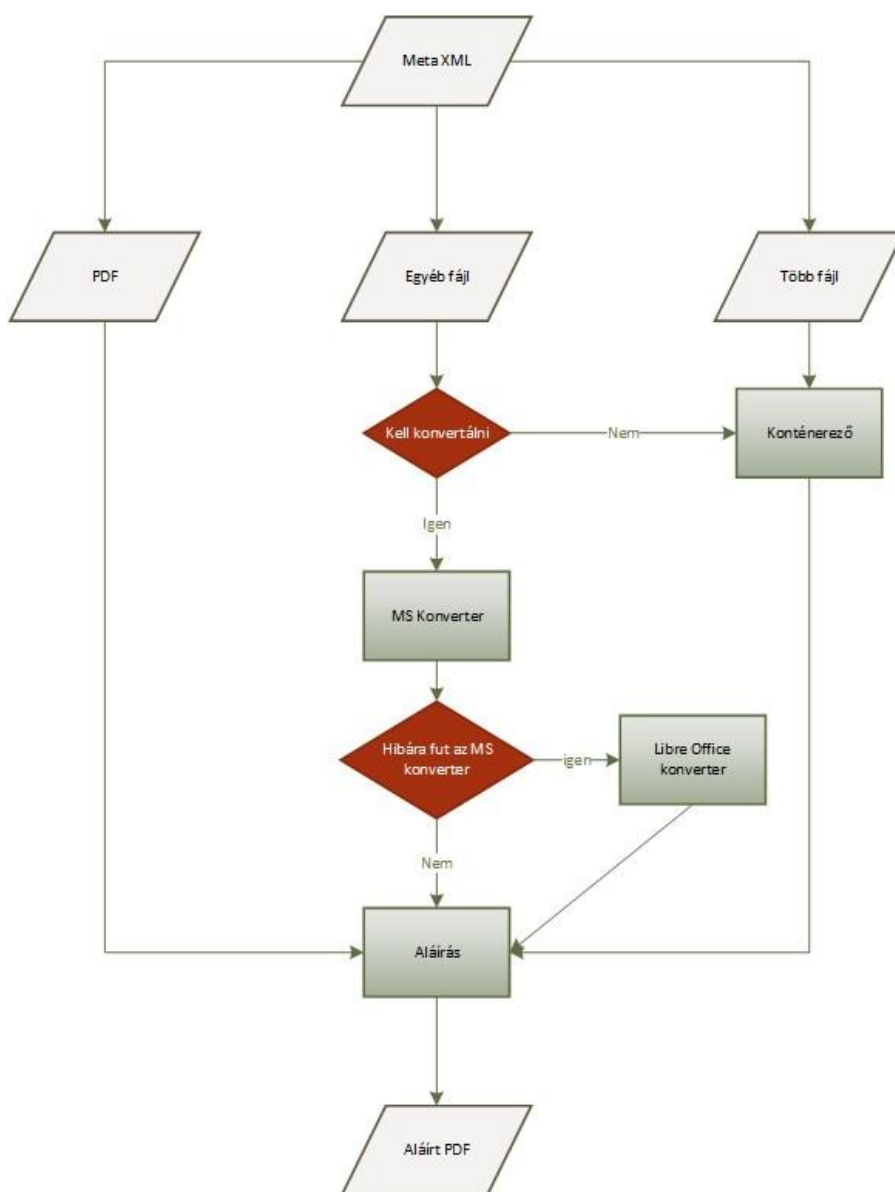 Meta XML
PDF
Egyéb fájl
Több fájl
Kell konvertálni
Nem
Konténerező
Igen
MS Konverter
Hibára fut az MS
konverter
igen
Libre Office
konverter
Nem
Aláírás
Aláírt PDF